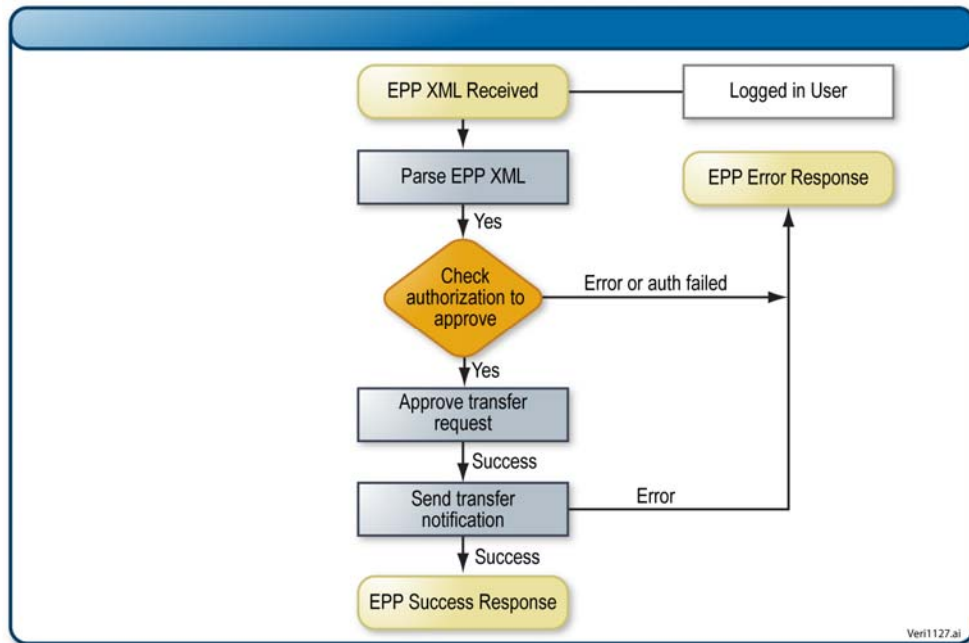 EPP XML Received
Logged in User
Parse EPP XML
EPP Error Response
Yes
Check
authorization to
approve
Error or auth failed
Yes
Approve transfer
request
Success
Send transfer
notification
Error
Success
EPP Success Response
Veri1127.ai